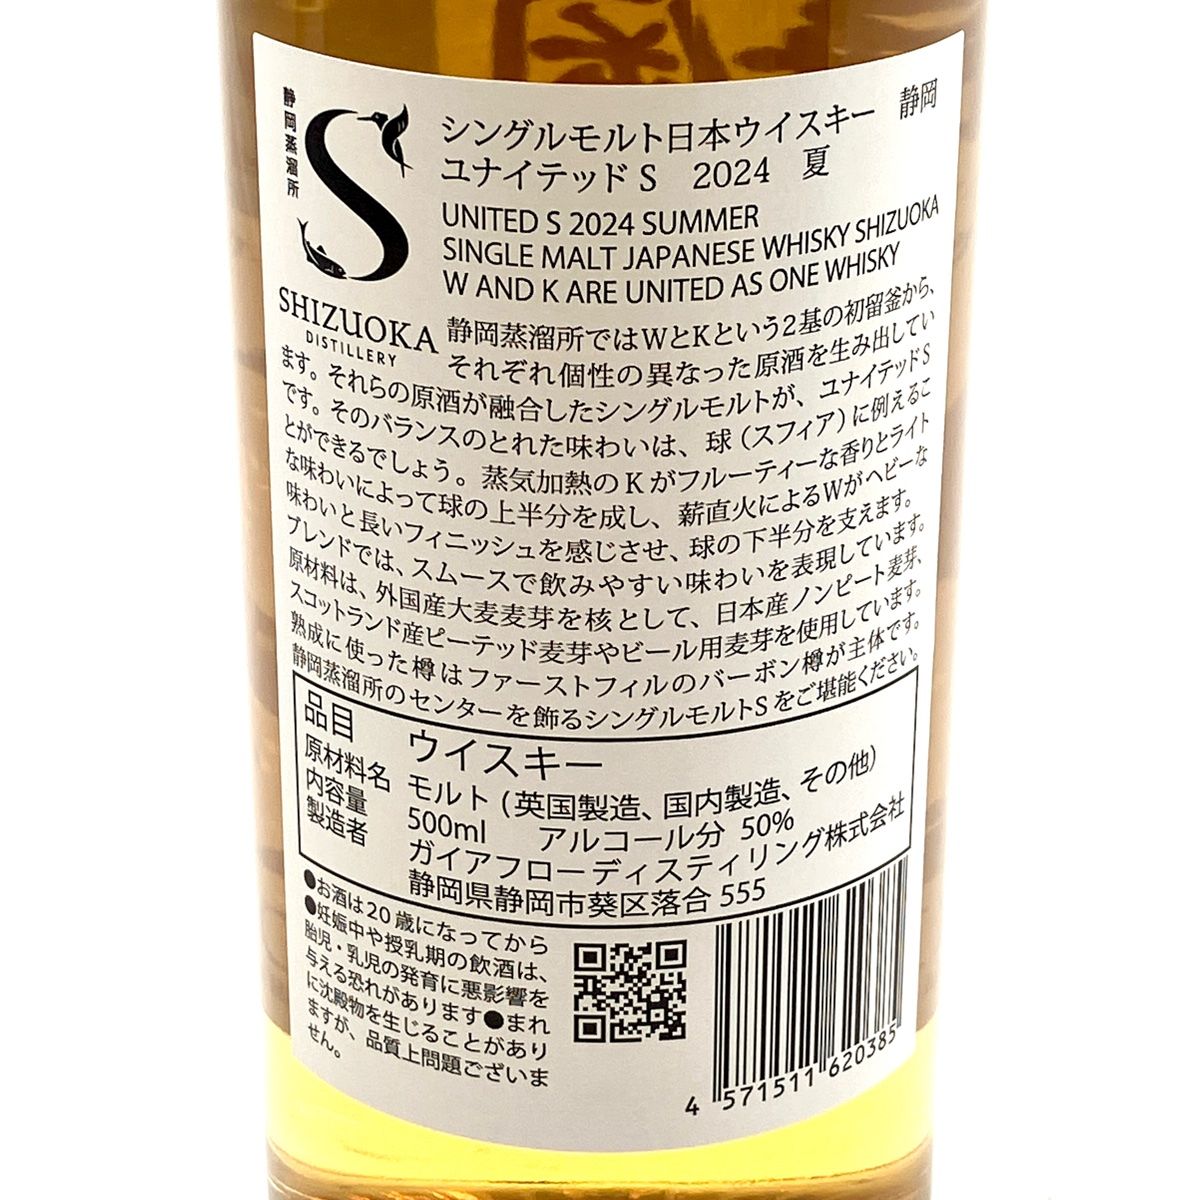 静岡蒸溜所
S
SHIZUOKA
DISTILLERY
シングルモルト日本ウイスキー 静岡
ユナイテッド S 2024 夏
UNITED S 2024 SUMMER
SINGLE MALT JAPANESE WHISKY SHIZUOKA
W AND K ARE UNITED AS ONE WHISKY
静岡蒸溜所ではWとKという2基の初留釜から、
それぞれ個性の異なった原酒を生み出してい
ます。それらの原酒が融合したシングルモルトが、ユナイテッドS
です。そのバランスのとれた味わいは、球（スフィア）に例えるこ
とができるでしょう。蒸気加熱のKがフルーティーな香りとライト
な味わいによって球の上半分を成し、薪直火によるWがヘビーな
味わいと長いフィニッシュを感じさせ、球の下半分を支えます。
ブレンドでは、スムースで飲みやすい味わいを表現しています。
原材料は、外国産大麦麦芽を核として、日本産ノンピート麦芽、
スコットランド産ピーテッド麦芽やビール用麦芽を使用しています。
熟成に使った樽はファーストフィルのバーボン樽が主体です。
静岡蒸溜所のセンターを飾るシングルモルトSをご堪能ください。
品目 ウイスキー
原材料名 モルト（英国製造、国内製造、その他）
内容量 500ml アルコール分 50%
製造者 ガイアフローディスティリング株式会社
静岡県静岡市葵区落合 555
●お酒は20歳になってから
●妊娠中や授乳期の飲酒は、
胎児・乳児の発育に悪影響を
与える恐れがあります●まれ
に沈殿物を生じることがあり
ますが、品質上問題ございま
せん。
4 571511 620385